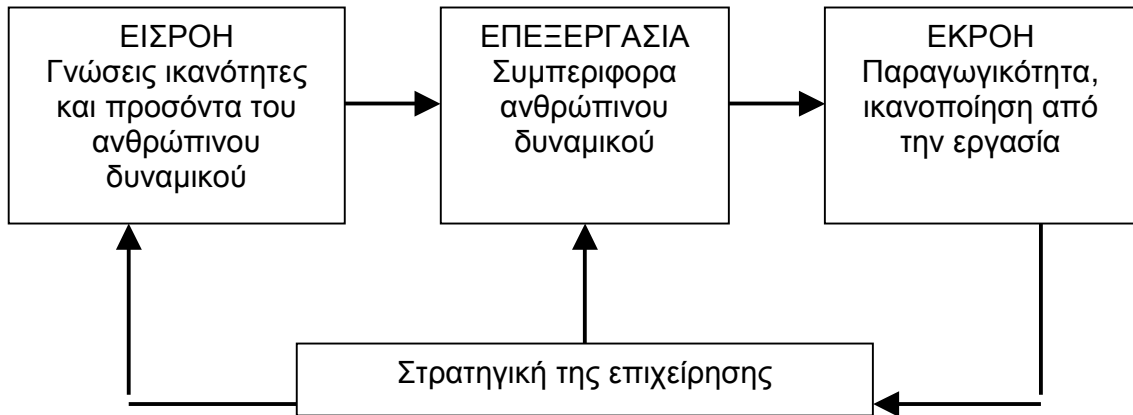 ΕΙΣΡΟΗ
Γνώσεις ικανότητες
και προσόντα του
ανθρώπινου
δυναμικού
ΕΠΕΞΕΡΓΑΣΙΑ
Συμπεριφορα
ανθρώπινου
δυναμικού
ΕΚΡΟΗ
Παραγωγικότητα,
ικανοποίηση από
την εργασία
Στρατηγική της επιχείρησης